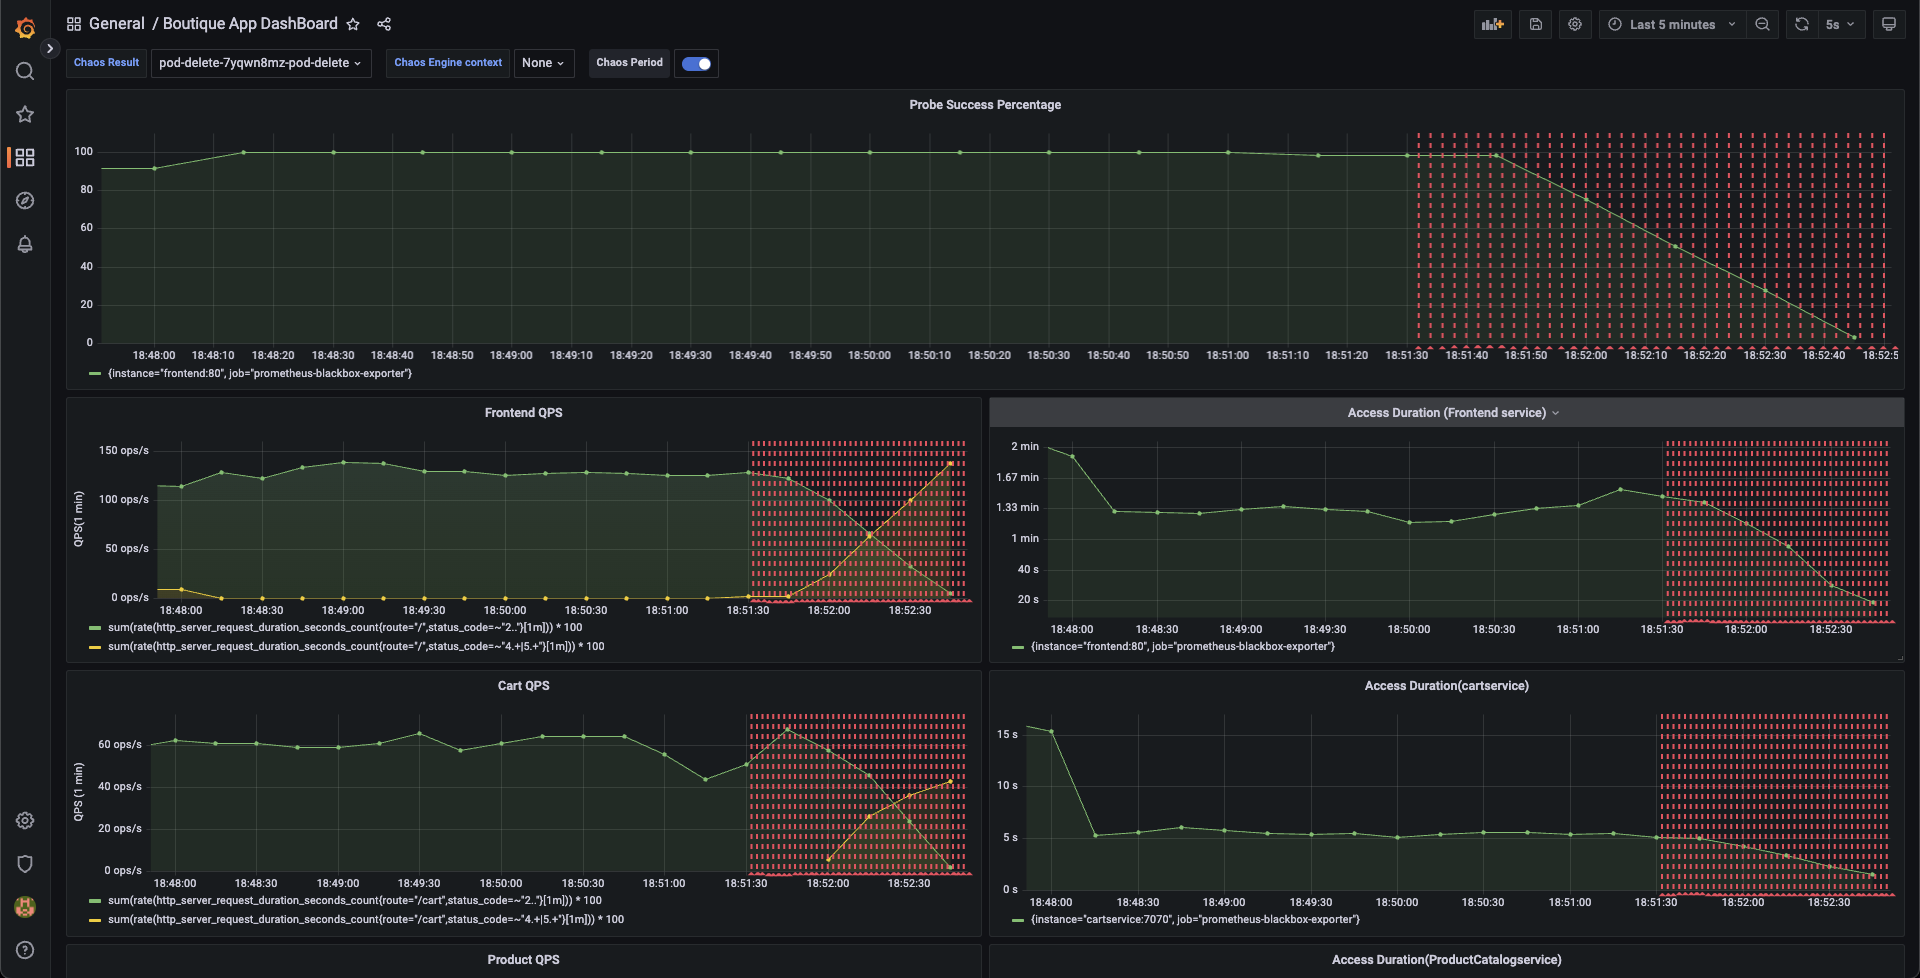 General / Boutique App DashBoard
Last 5 minutes
5s
Chaos Result
pod-delete-7yqwn8mz-pod-delete
Chaos Engine context
None
Chaos Period
Probe Success Percentage
100
80
60
40
20
0
18:48:00 18:48:10 18:48:20 18:48:30 18:48:40 18:48:50 18:49:00 18:49:10 18:49:20 18:49:30 18:49:40 18:49:50 18:50:00 18:50:10 18:50:20 18:50:30 18:50:40 18:50:50 18:51:00 18:51:10 18:51:20 18:51:30 18:51:40 18:51:50 18:52:00 18:52:10 18:52:20 18:52:30 18:52:40 18:52:5
{instance="frontend:80", job="prometheus-blackbox-exporter"}
Frontend QPS
QPS(1 min)
150 ops/s
100 ops/s
50 ops/s
0 ops/s
18:48:00 18:48:30 18:49:00 18:49:30 18:50:00 18:50:30 18:51:00 18:51:30 18:52:00 18:52:30
sum(rate(http_server_request_duration_seconds_count{route="/",status_code=~"2.."}[1m])) * 100
sum(rate(http_server_request_duration_seconds_count{route="/",status_code=~"4.+|5.+"}[1m])) * 100
Access Duration (Frontend service)
2 min
1.67 min
1.33 min
1 min
40 s
20 s
18:48:00 18:48:30 18:49:00 18:49:30 18:50:00 18:50:30 18:51:00 18:51:30 18:52:00 18:52:30
{instance="frontend:80", job="prometheus-blackbox-exporter"}
Cart QPS
QPS (1 min)
60 ops/s
40 ops/s
20 ops/s
0 ops/s
18:48:00 18:48:30 18:49:00 18:49:30 18:50:00 18:50:30 18:51:00 18:51:30 18:52:00 18:52:30
sum(rate(http_server_request_duration_seconds_count{route="/cart",status_code=~"2.."}[1m])) * 100
sum(rate(http_server_request_duration_seconds_count{route="/cart",status_code=~"4.+|5.+"}[1m])) * 100
Access Duration(cartservice)
15 s
10 s
5 s
0 s
18:48:00 18:48:30 18:49:00 18:49:30 18:50:00 18:50:30 18:51:00 18:51:30 18:52:00 18:52:30
{instance="cartservice:7070", job="prometheus-blackbox-exporter"}
Product QPS
Access Duration(ProductCatalogservice)